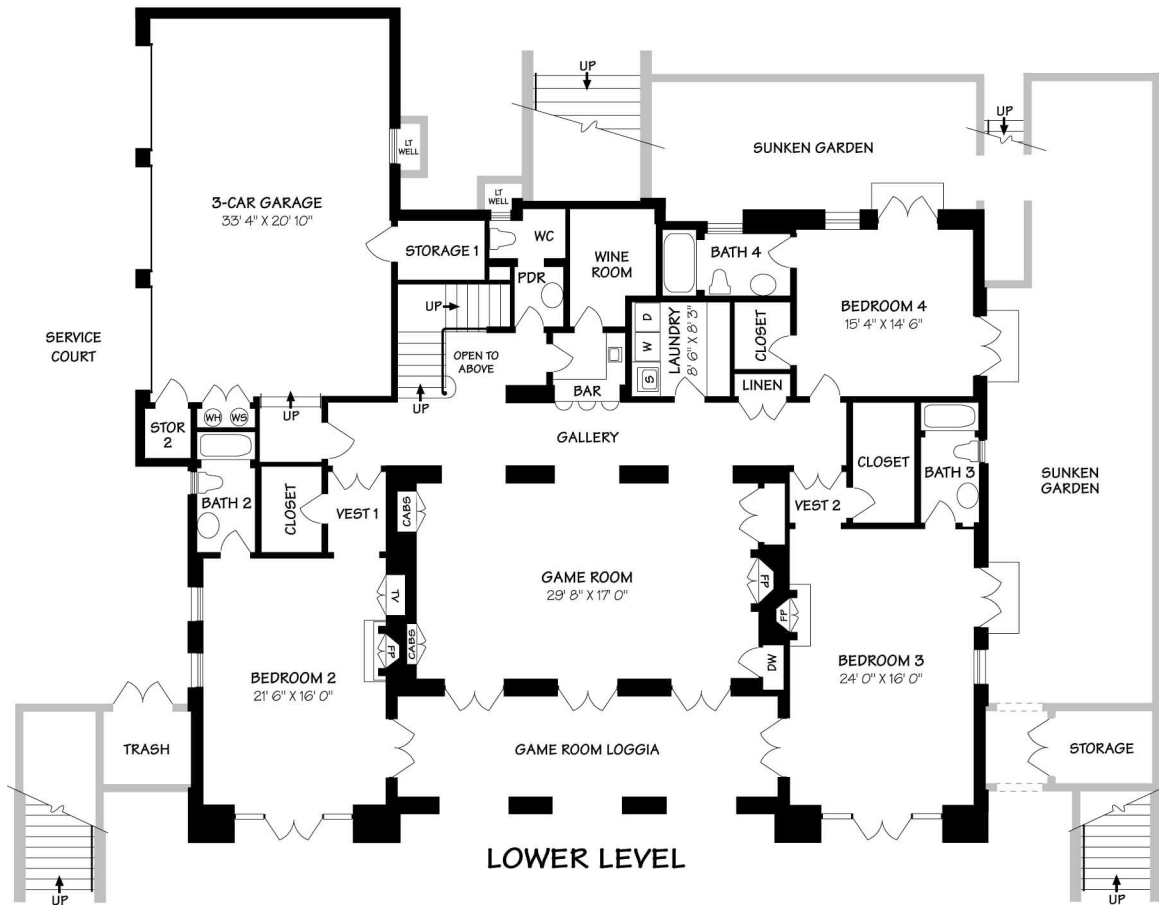 UP
UP
LT
WELL
SUNKEN GARDEN
3-CAR GARAGE
33' 4" X 20' 10"
LT
WELL
STORAGE 1
WC
WINE
ROOM
BATH 4
PDR
UP
BEDROOM 4
15' 4" X 14' 6"
D
W
S
LAUNDRY
8' 6" X 8' 3"
CLOSET
SERVICE
COURT
OPEN TO
ABOVE
BAR
LINEN
UP
UP
STOR
2
WH
WS
GALLERY
CLOSET
BATH 3
SUNKEN
GARDEN
BATH 2
CLOSET
VEST 1
CABS
VEST 2
GAME ROOM
29' 8" X 17' 0"
FP
TV
FP
CABS
FP
DW
BEDROOM 2
21' 6" X 16' 0"
BEDROOM 3
24' 0" X 16' 0"
TRASH
GAME ROOM LOGGIA
STORAGE
LOWER LEVEL
UP
UP